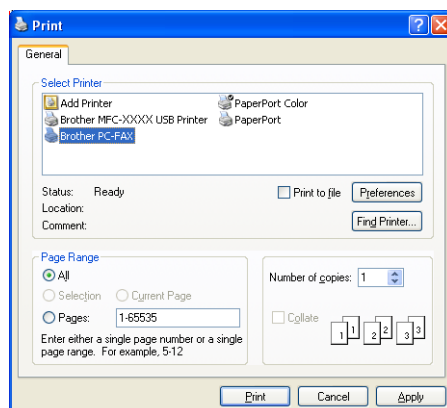 Print
General
Select Printer
Add Printer
PaperPort Color
Brother MFC-XXXX USB Printer
PaperPort
Brother PC-FAX
Status: Ready
Print to file
Preferences
Location:
Comment:
Find Printer...
Page Range
All
Selection
Current Page
Pages: 1-65535
Enter either a single page number or a single
page range. For example, 5-12
Number of copies: 1
Collate
1 1 2 2 3 3
Print Cancel Apply